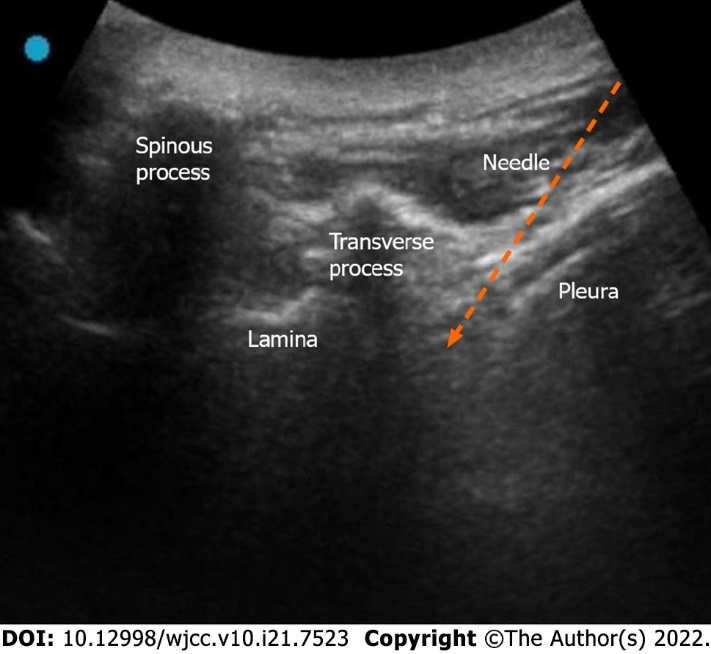 Spinous
process
Needle
Transverse
process
Pleura
Lamina
DOI: 10.12998/wjcc.v10.i21.7523 Copyright ©The Author(s) 2022.